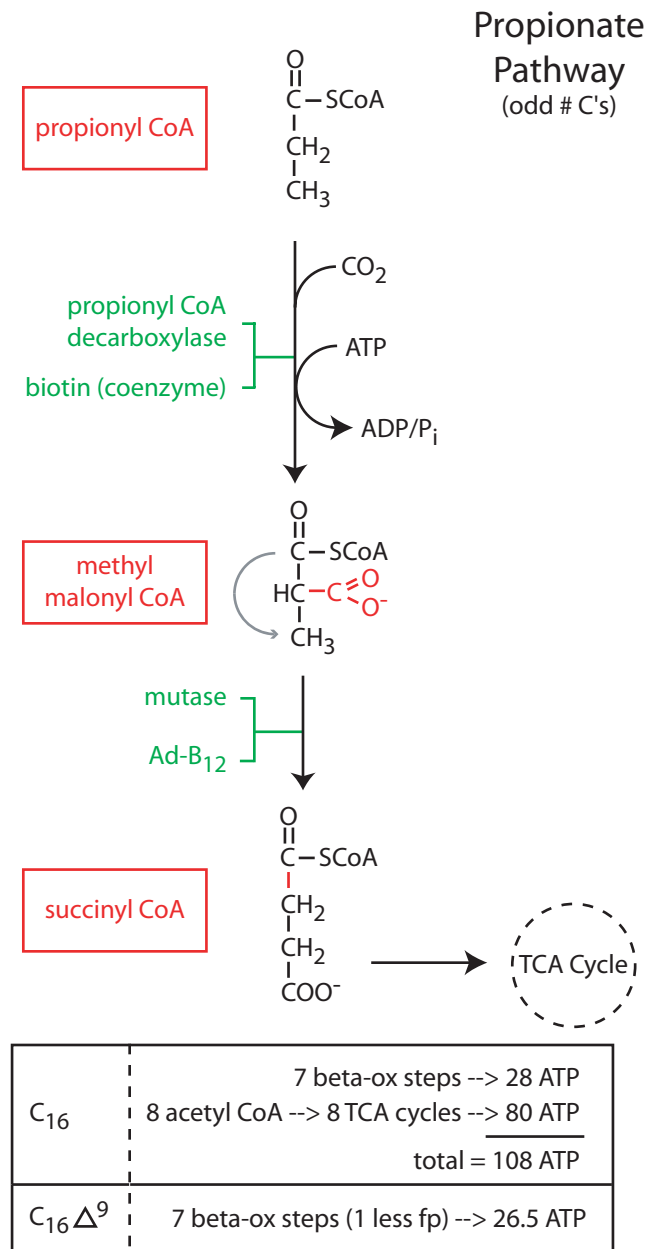 Propionate
Pathway
(odd # C's)
propionyl CoA
O
C–SCoA
CH2
CH3
CO2
propionyl CoA
decarboxylase
biotin (coenzyme)
ATP
ADP/Pi
methyl
malonyl CoA
O
C–SCoA
HC–C=O
O-
CH3
mutase
Ad-B12
succinyl CoA
O
C–SCoA
CH2
CH2
COO-
TCA Cycle
C16
7 beta-ox steps --> 28 ATP
8 acetyl CoA --> 8 TCA cycles --> 80 ATP
total = 108 ATP
C16 Δ9
7 beta-ox steps (1 less fp) --> 26.5 ATP